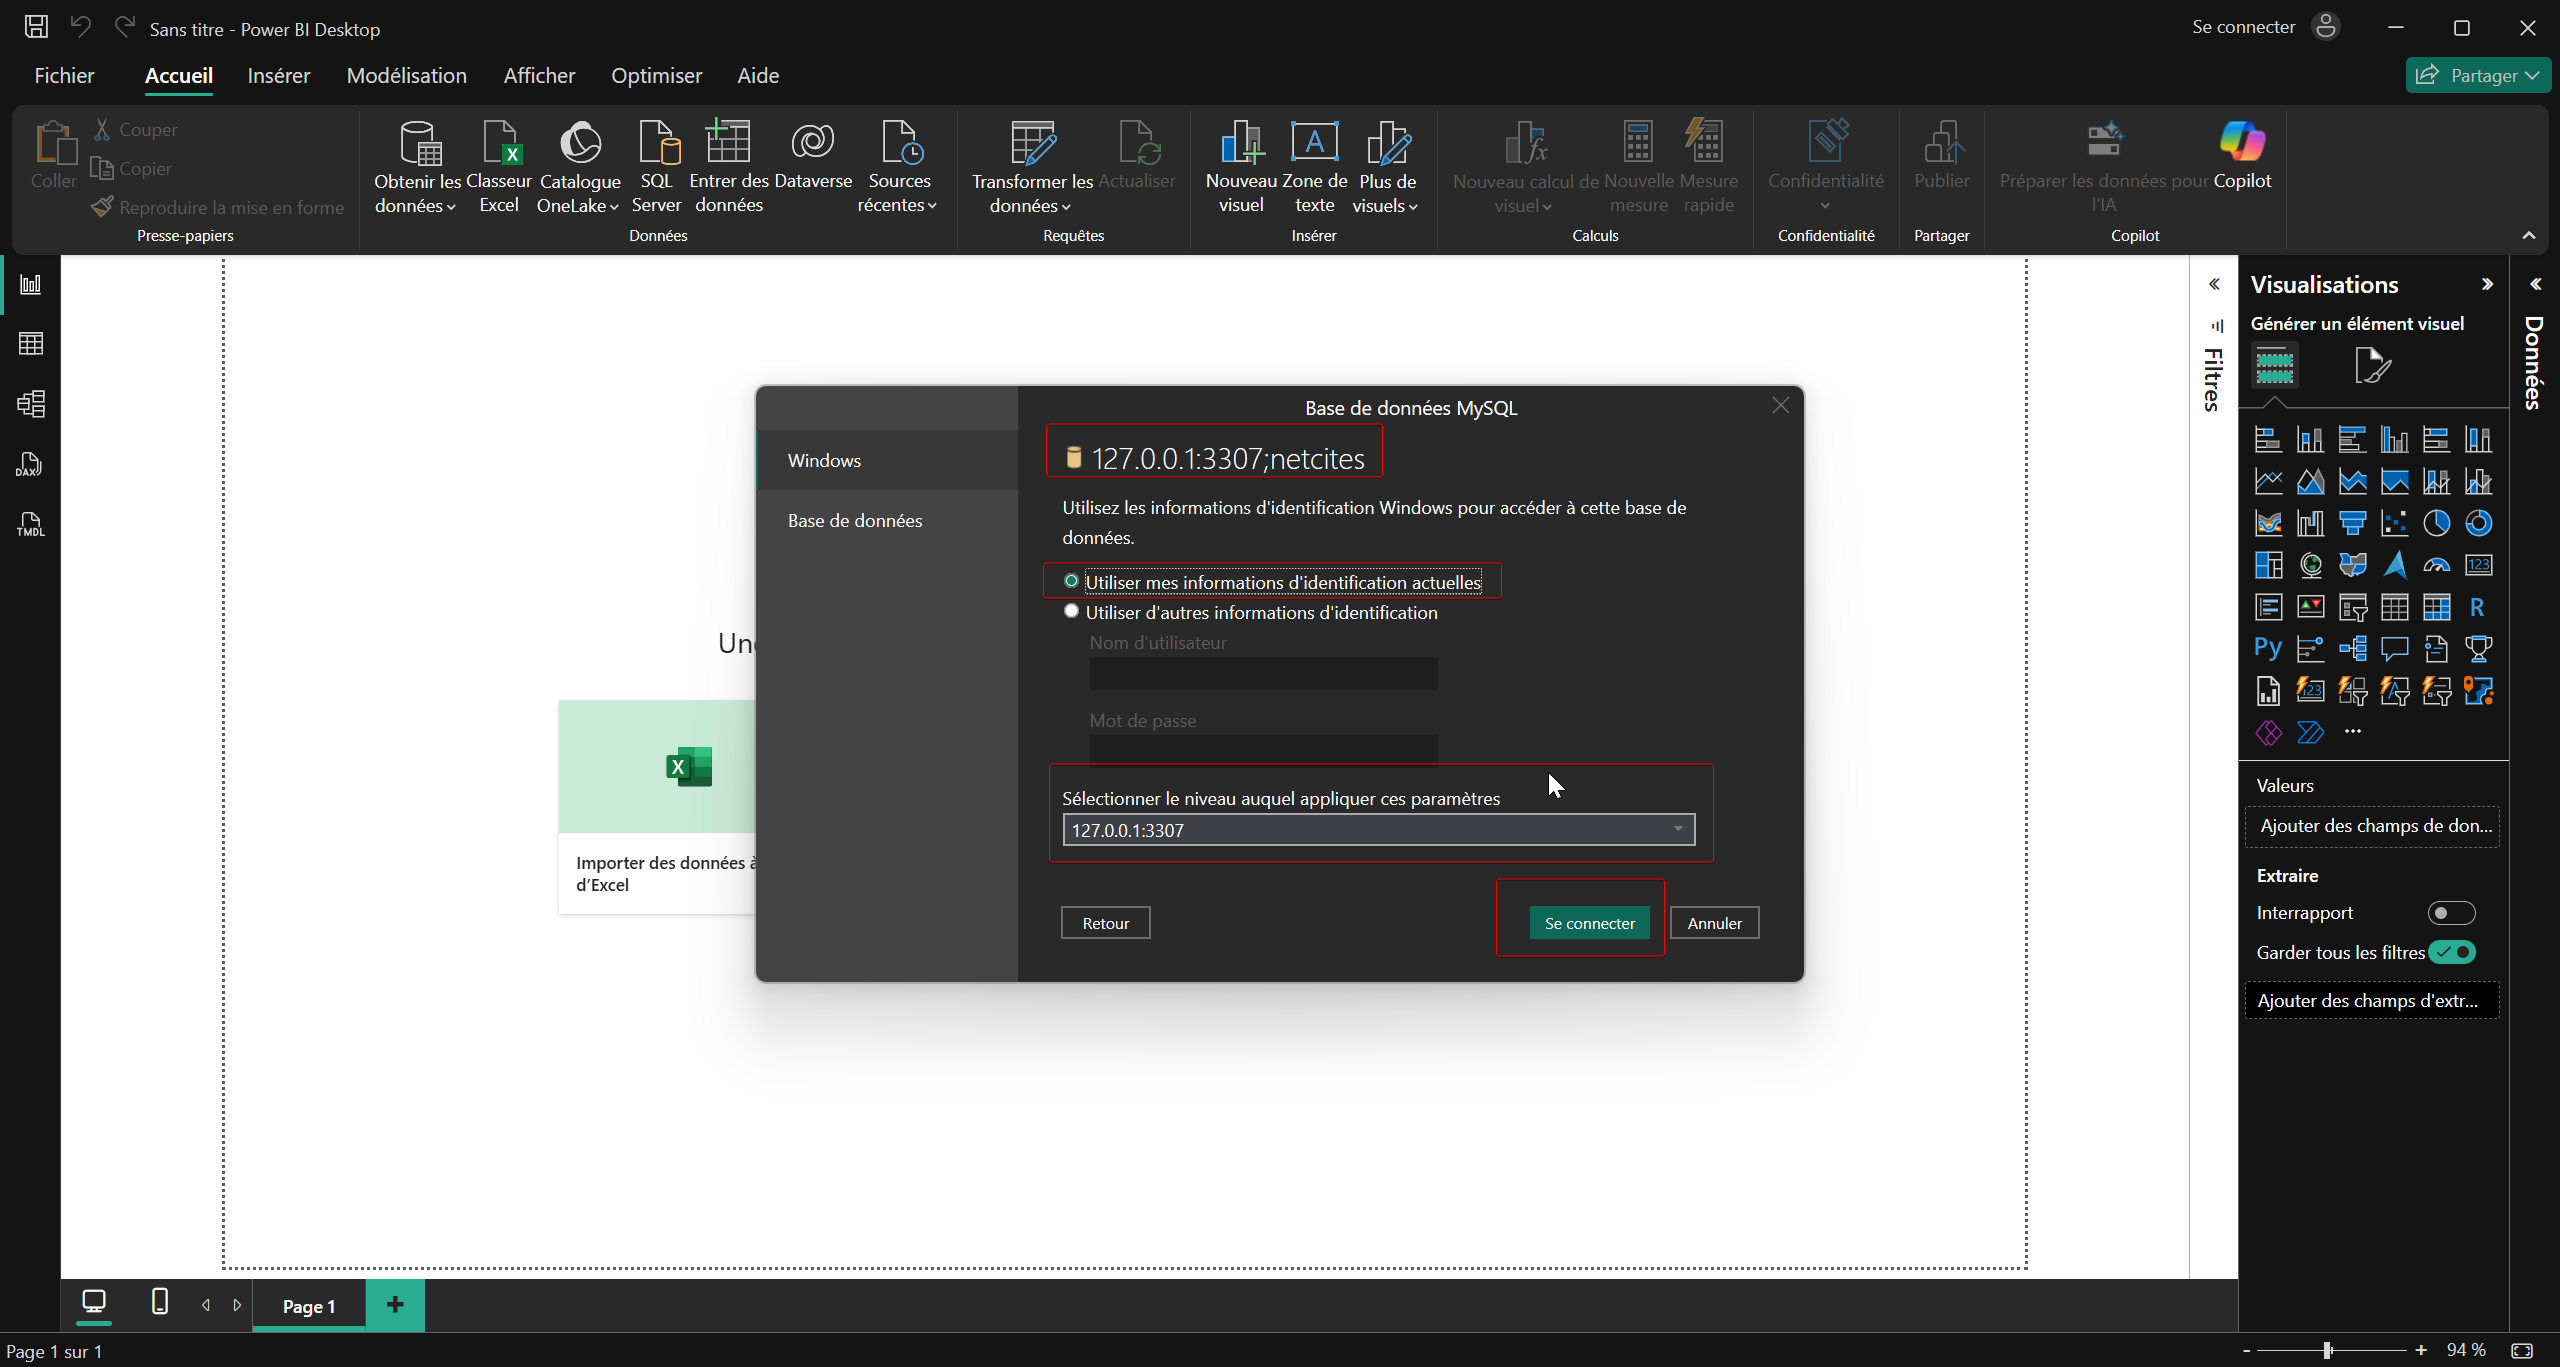 Sans titre - Power BI Desktop
Se connecter
Fichier
Accueil
Insérer
Modélisation
Afficher
Optimiser
Aide
Partager
Coller
Couper
Copier
Reproduire la mise en forme
Presse-papiers
Obtenir les
données
Classeur
Excel
Catalogue
OneLake
SQL
Server
Entrer des
données
Dataverse
Sources
récentes
Données
Transformer les
données
Actualiser
Requêtes
Nouveau
visuel
Zone de
texte
Plus de
visuels
Insérer
Nouveau calcul de
visuel
Nouvelle
mesure
Mesure
rapide
Calculs
Confidentialité
Confidentialité
Publier
Partager
Préparer les données pour
l'IA
Copilot
Copilot
DAX
TMDL
Un
Importer des données à
d'Excel
Base de données MySQL
Windows
Base de données
127.0.0.1:3307;netcites
Utilisez les informations d'identification Windows pour accéder à cette base de
données.
Utiliser mes informations d'identification actuelles
Utiliser d'autres informations d'identification
Nom d'utilisateur
Mot de passe
Sélectionner le niveau auquel appliquer ces paramètres
127.0.0.1:3307
Retour
Se connecter
Annuler
Filtres
Visualisations
Générer un élément visuel
123
R
Py
123
Valeurs
Ajouter des champs de don...
Extraire
Interrapport
Garder tous les filtres
Ajouter des champs d'extr...
Données
Page 1
Page 1 sur 1
94 %